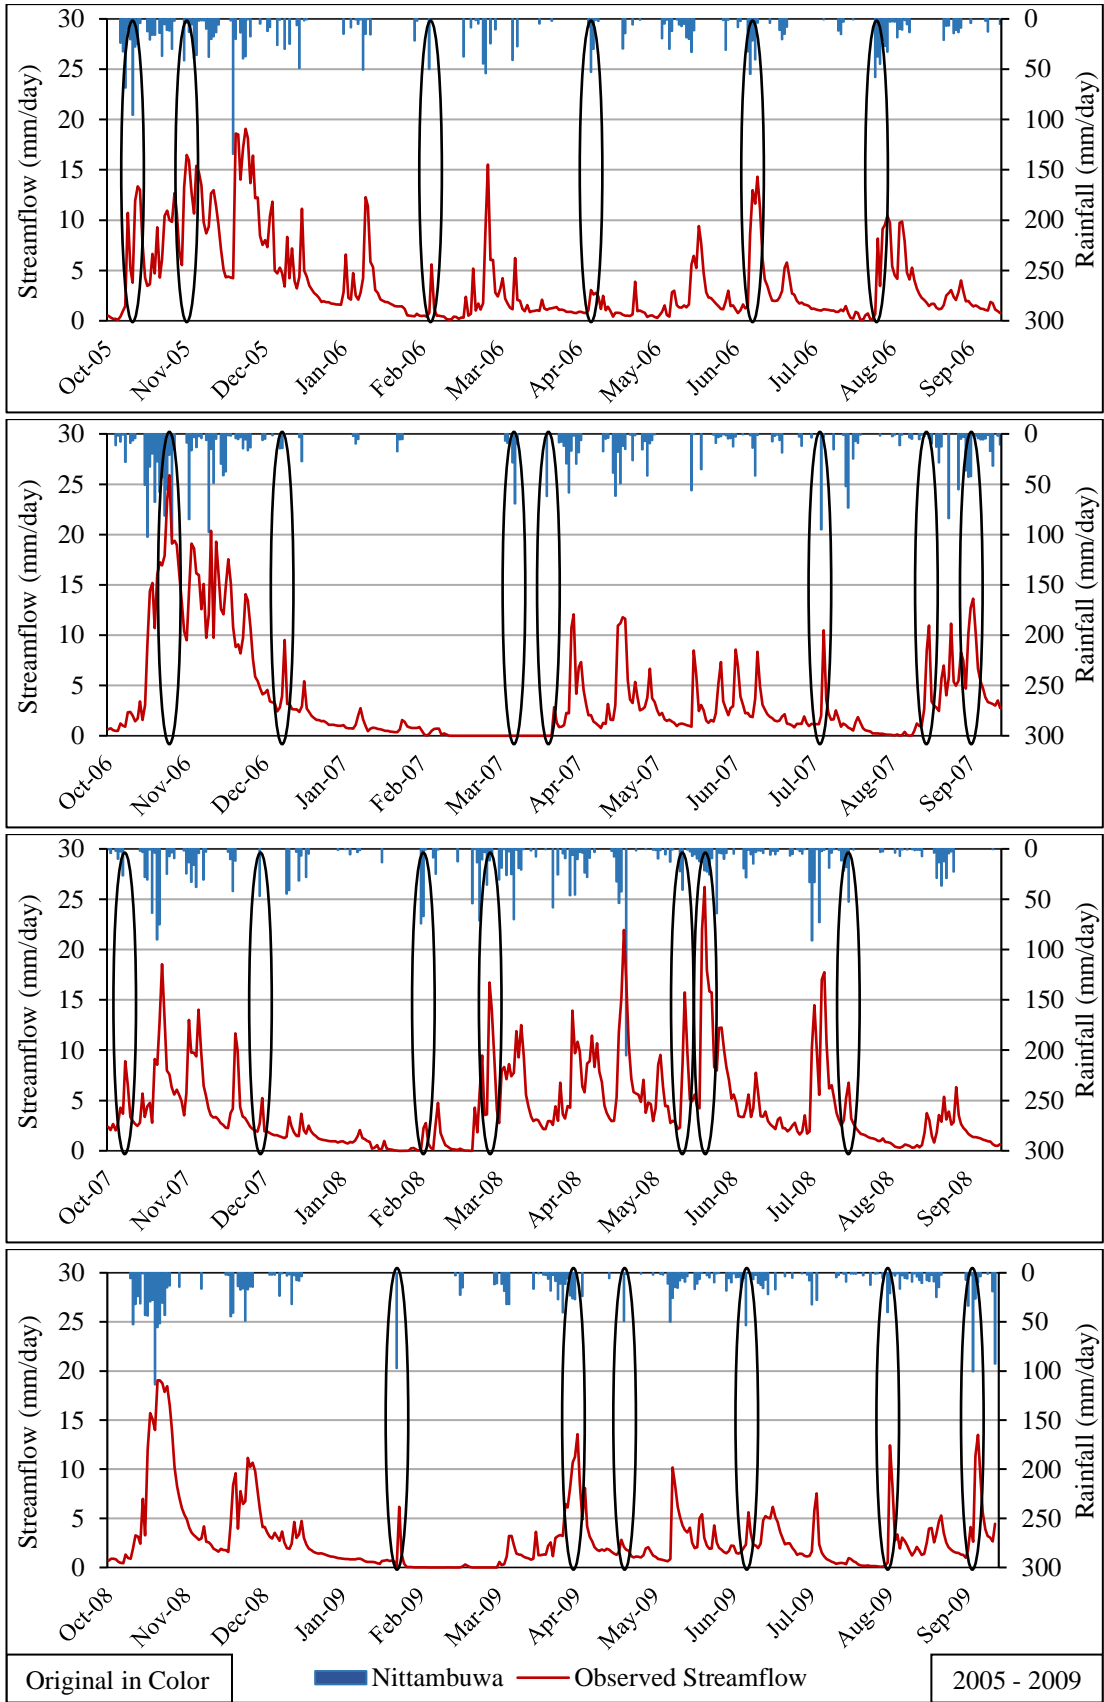 30
25
20
15
10
5
0
Streamflow (mm/day)
0
50
100
150
200
250
300
Rainfall (mm/day)
Oct-05
Nov-05
Dec-05
Jan-06
Feb-06
Mar-06
Apr-06
May-06
Jun-06
Jul-06
Aug-06
Sep-06
30
25
20
15
10
5
0
Streamflow (mm/day)
0
50
100
150
200
250
300
Rainfall (mm/day)
Oct-06
Nov-06
Dec-06
Jan-07
Feb-07
Mar-07
Apr-07
May-07
Jun-07
Jul-07
Aug-07
Sep-07
30
25
20
15
10
5
0
Streamflow (mm/day)
0
50
100
150
200
250
300
Rainfall (mm/day)
Oct-07
Nov-07
Dec-07
Jan-08
Feb-08
Mar-08
Apr-08
May-08
Jun-08
Jul-08
Aug-08
Sep-08
30
25
20
15
10
5
0
Streamflow (mm/day)
0
50
100
150
200
250
300
Rainfall (mm/day)
Oct-08
Nov-08
Dec-08
Jan-09
Feb-09
Mar-09
Apr-09
May-09
Jun-09
Jul-09
Aug-09
Sep-09
Original in Color
Nittambuwa
Observed Streamflow
2005 - 2009